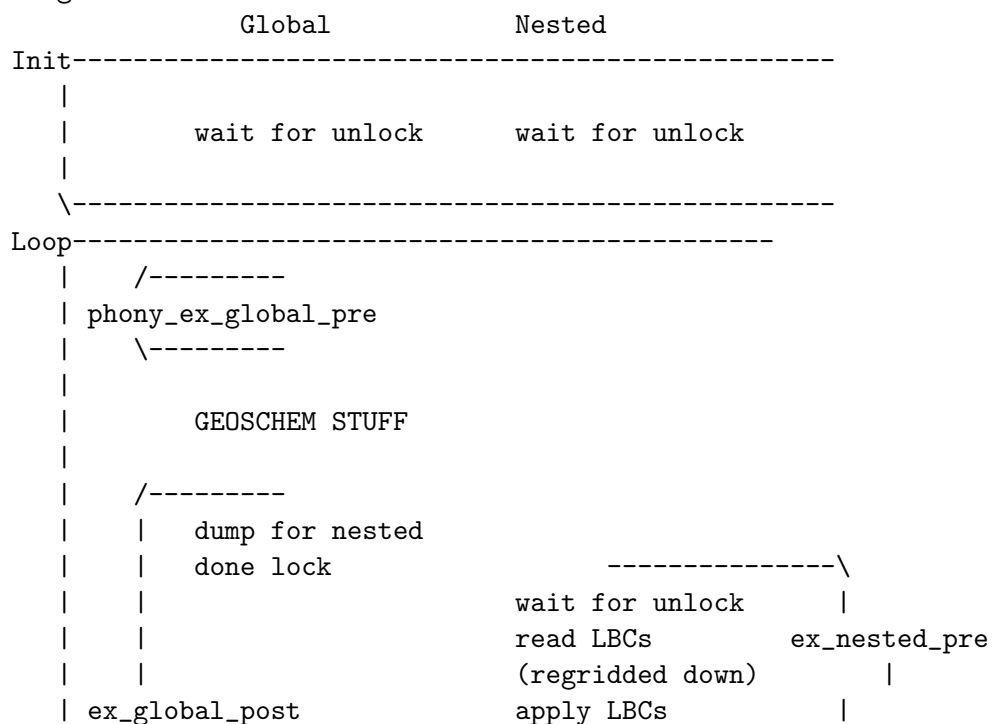 Global Nested
Init--------------------------------------------------
|
| wait for unlock wait for unlock
|
\--------------------------------------------------
Loop----------------------------------------------
| /---------
| phony_ex_global_pre
| \---------
|
| GEOSCHEM STUFF
|
| /---------
| | dump for nested
| | done lock ---------------\
| | wait for unlock |
| | read LBCs ex_nested_pre
| | (regridded down) |
| ex_global_post apply LBCs |